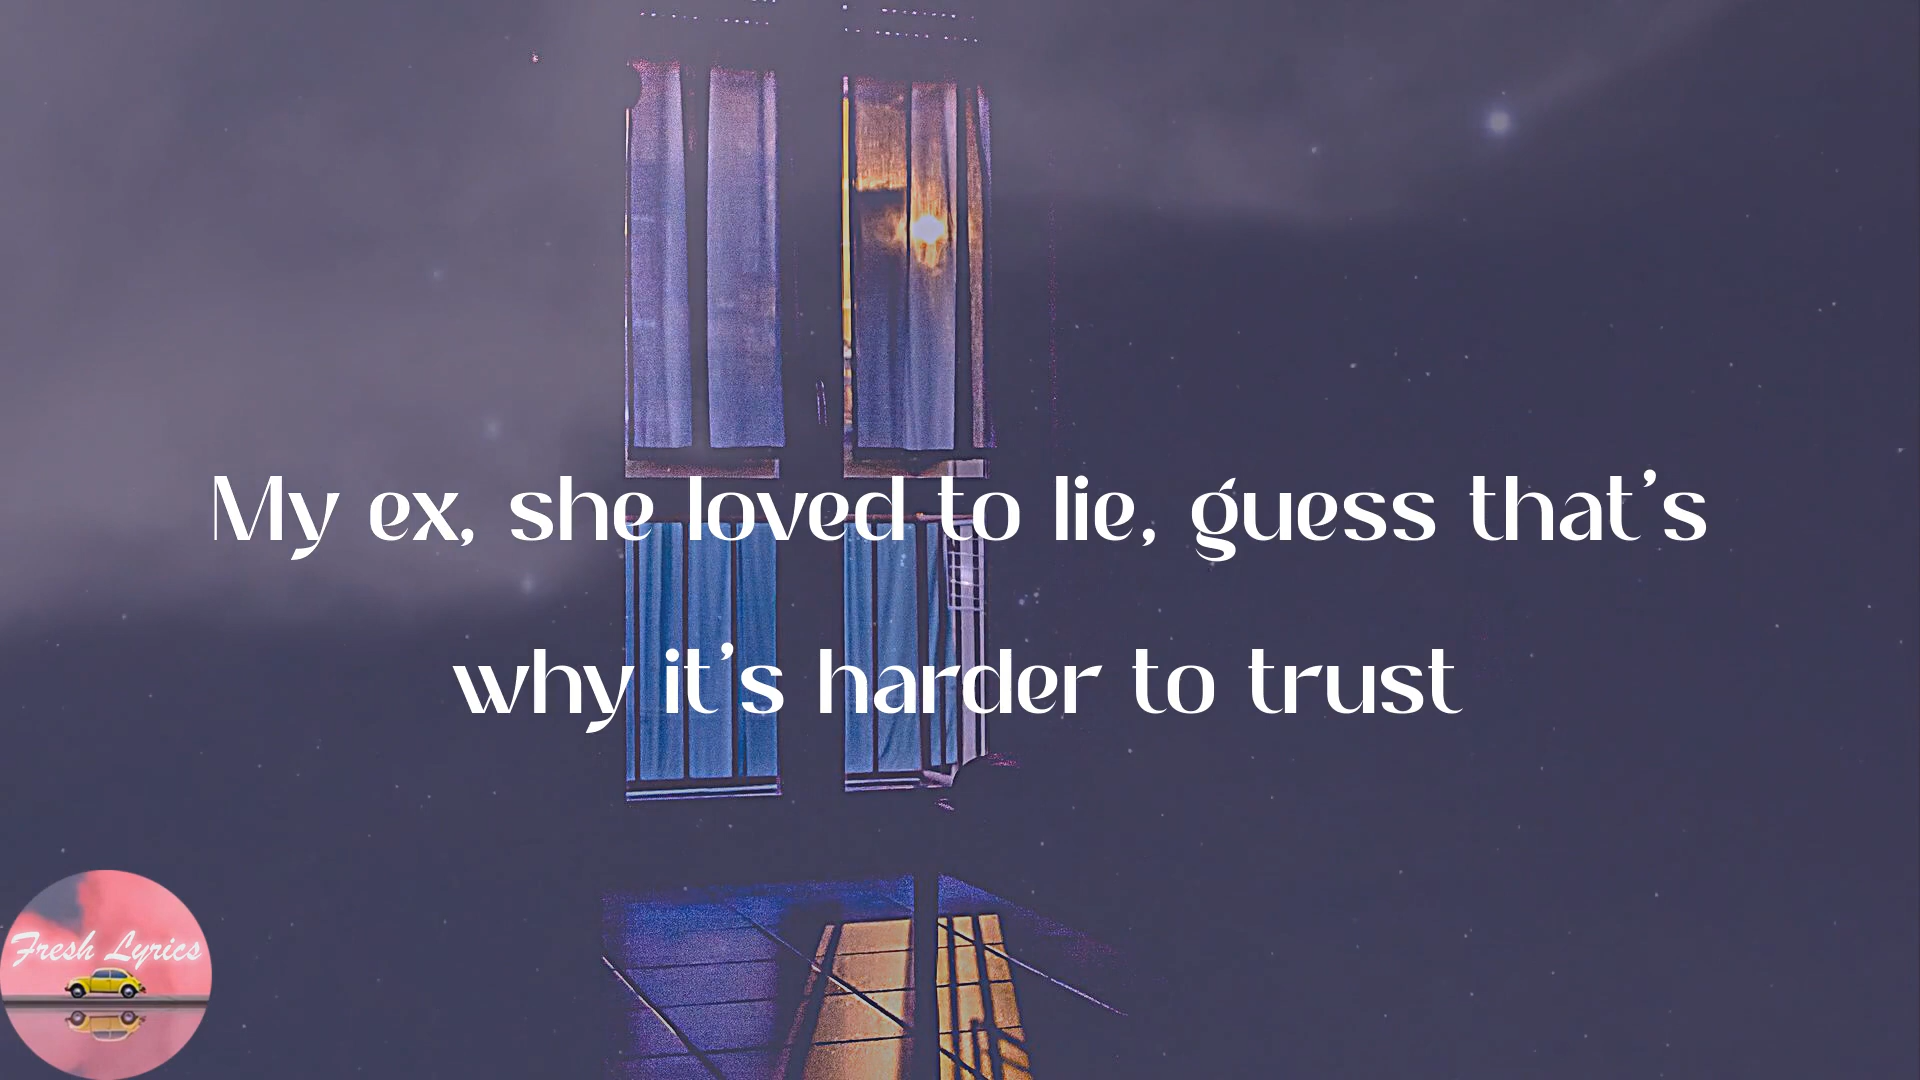 My ex, she loved to lie, guess that's
why it's harder to trust
Fresh Lyrics